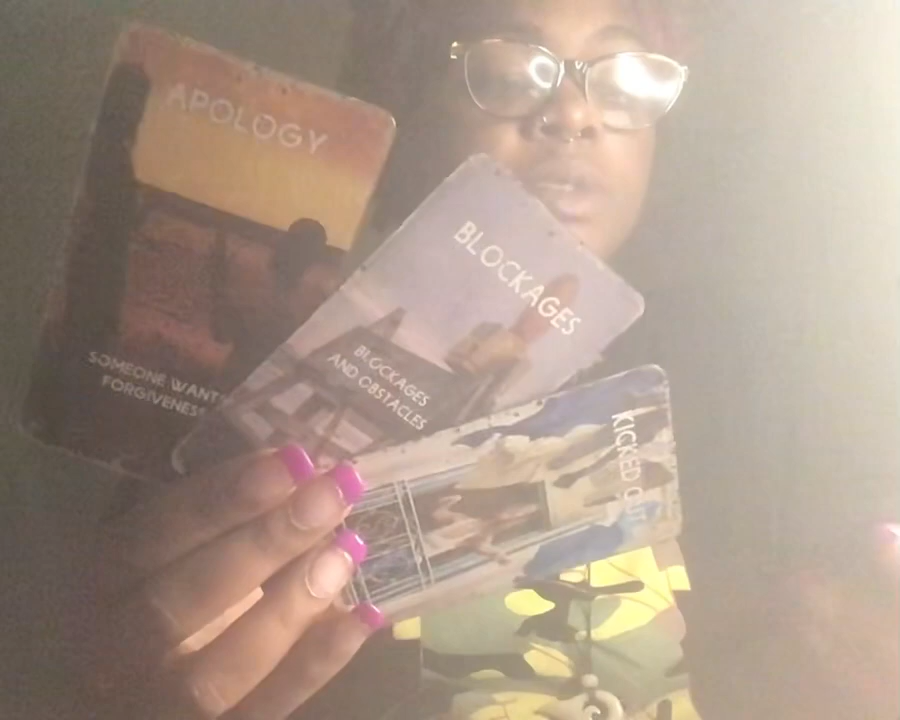 APOLOGY
SOMEONE WANTS
FORGIVENESS
BLOCKAGES
BLOCKAGES
AND OBSTACLES
KICKED OUT